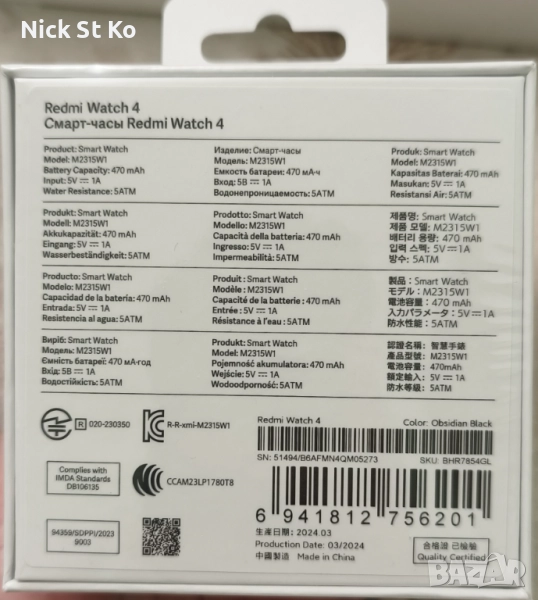 Nick St Ko
Redmi Watch 4
Смарт-часы Redmi Watch 4
Product: Smart Watch
Model: M2315W1
Battery Capacity: 470 mAh
Input: 5V ⎓ 1A
Water Resistance: 5ATM
Изделие: Смарт-часы
Модель: M2315W1
Емкость батареи: 470 мА·ч
Вход: 5В ⎓ 1A
Водонепроницаемость: 5ATM
Produk: Smart Watch
Model: M2315W1
Kapasitas Baterai: 470 mAh
Masukan: 5V ⎓ 1A
Resistansi Air: 5ATM
Produkt: Smart Watch
Modell: M2315W1
Akkukapazität: 470 mAh
Eingang: 5V ⎓ 1A
Wasserbeständigkeit: 5ATM
Prodotto: Smart Watch
Modello: M2315W1
Capacità della batteria: 470 mAh
Ingresso: 5V ⎓ 1A
Impermeabilità: 5ATM
제품명: Smart Watch
제품 모델: M2315W1
배터리 용량: 470 mAh
입력 스펙: 5V ⎓ 1A
방수: 5ATM
Producto: Smart Watch
Modelo: M2315W1
Capacidad de la batería: 470 mAh
Entrada: 5V ⎓ 1A
Resistencia al agua: 5ATM
Produit : Smart Watch
Modèle : M2315W1
Capacité de la batterie : 470 mAh
Entrée : 5V ⎓ 1A
Résistance à l'eau : 5ATM
製品：Smart Watch
モデル：M2315W1
電池容量：470 mAh
入力パラメータ：5V ⎓ 1A
防水性能：5ATM
Виріб: Smart Watch
Модель: M2315W1
Ємність батареї: 470 мА·год
Вхід: 5В ⎓ 1A
Водостійкість: 5ATM
Produkt: Smart Watch
Model: M2315W1
Pojemność akumulatora: 470 mAh
Wejście: 5V ⎓ 1A
Wodoodporność: 5ATM
認證名稱：智慧手錶
產品型號：M2315W1
電池容量：470mAh
額定輸入：5V ⎓ 1A
防水等級：5ATM
R 020-230350
R-R-xmi-M2315W1
Redmi Watch 4 Color: Obsidian Black
SN: 51494/B6AFMN4QM05273 SKU: BHR7854GL
Complies with
IMDA Standards
DB106135
CCAM23LP1780T8
6 941812 756201
94359/SDPPI/2023
9003
生産日期: 2024.03
Production Date: 03/2024
中國製造 Made in China
合格證 已檢驗
Quality Certified
БАZАР